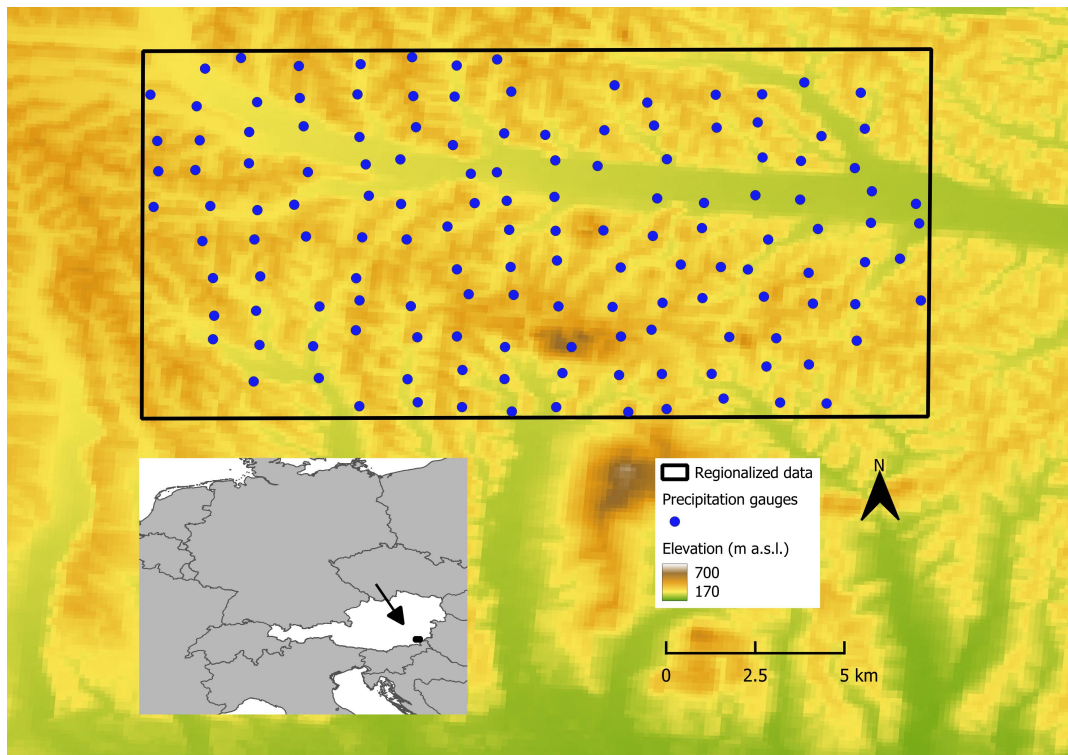 Regionalized data
Precipitation gauges
Elevation (m a.s.l.)
700
170
N
0 2.5 5 km